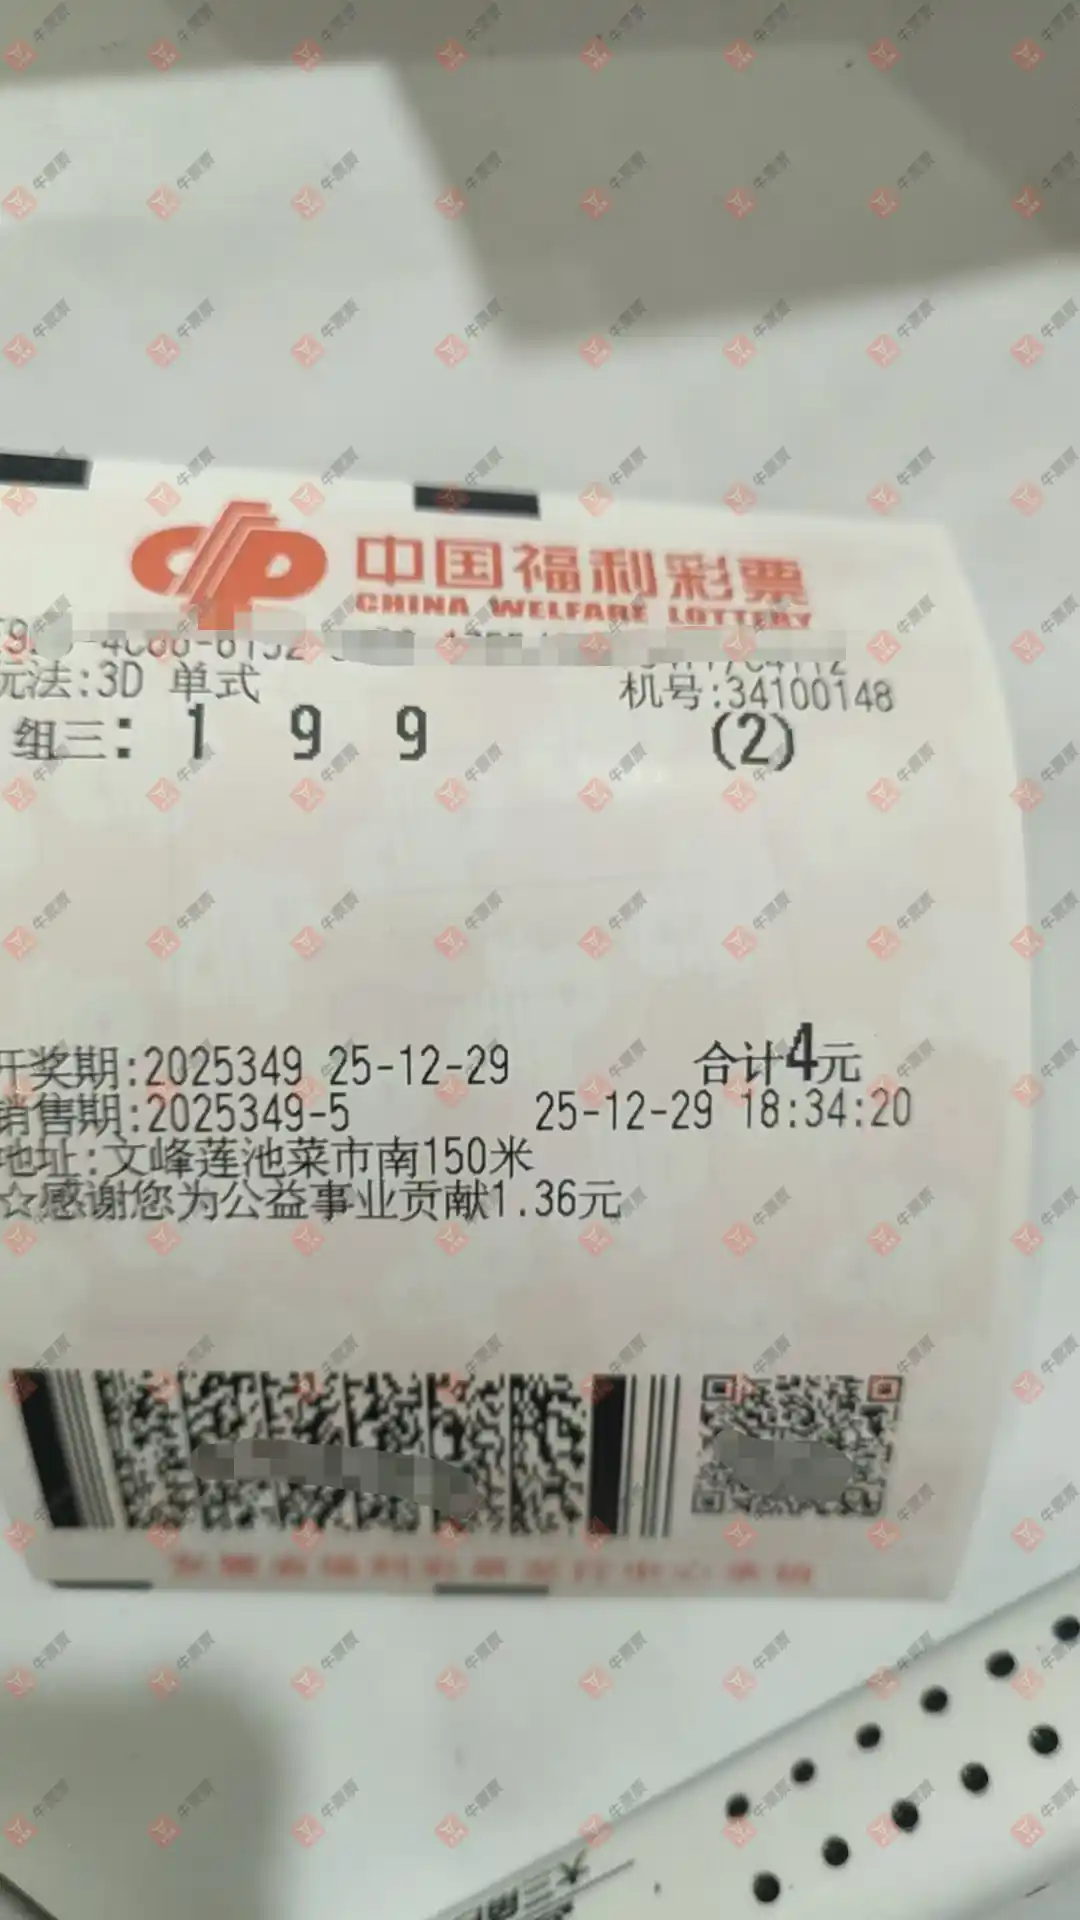 中国福利彩票
CHINA WELFARE LOTTERY
玩法:3D 单式
机号:34100148
组三: 1 9 9 (2)
开奖期:2025349 25-12-29 合计4元
销售期:2025349-5 25-12-29 18:34:20
地址:文峰莲池菜市南150米
☆感谢您为公益事业贡献1.36元
牛票票